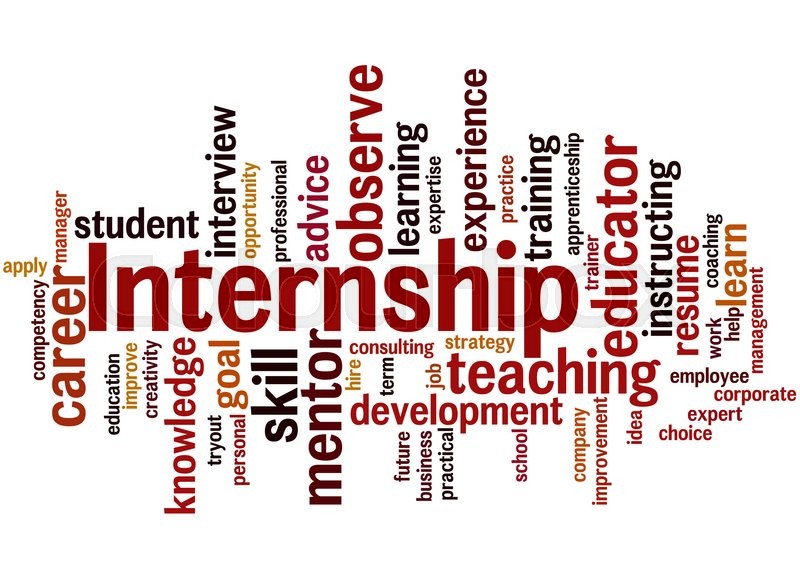 apply
manager
career
competency
student
interview
opportunity
professional
advice
observe
learning
expertise
experience
practice
training
apprenticeship
trainer
educator
instructing
resume
coaching
work
help
learn
management
Internship
education
improve
creativity
knowledge
tryout
goal
personal
skill
mentor
hire
consulting
term
job
strategy
teaching
development
future
business
practical
school
company
improvement
idea
employee
corporate
expert
choice